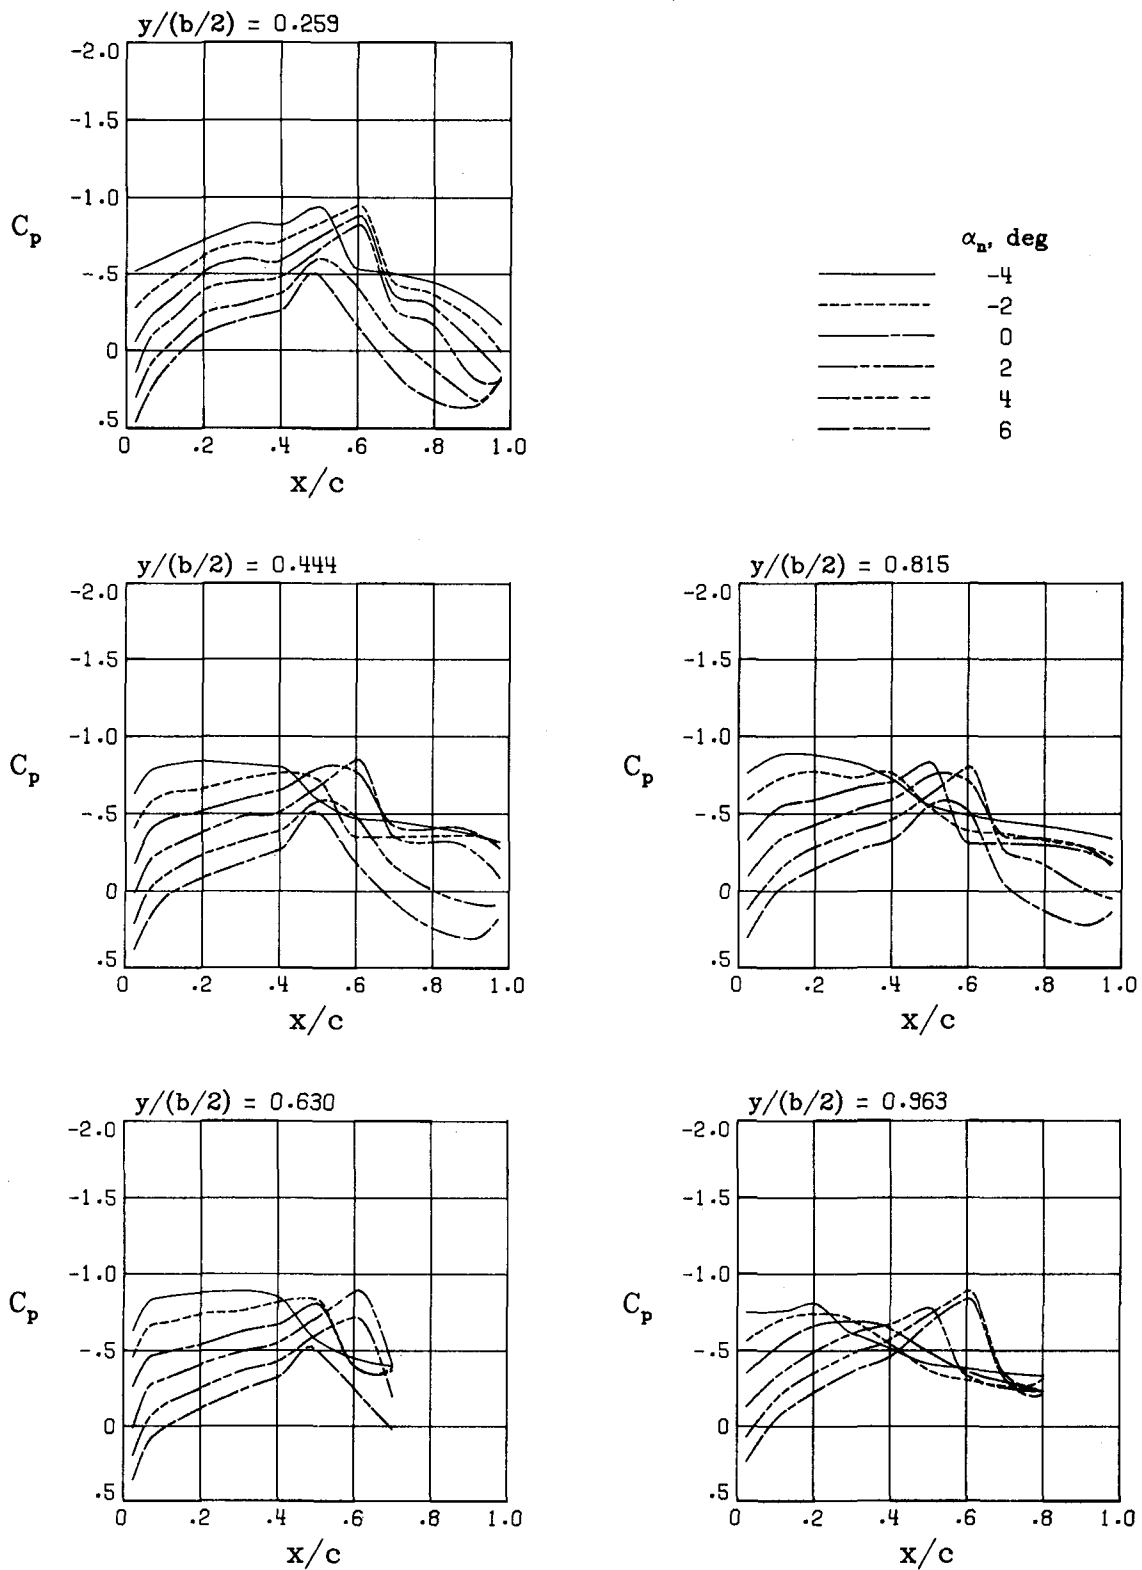 y/(b/2) = 0.259
-2.0
-1.5
-1.0
-.5
0
.5
Cp
0 .2 .4 .6 .8 1.0
x/c
αn, deg
-4
-2
0
2
4
6
y/(b/2) = 0.444
-2.0
-1.5
-1.0
-.5
0
.5
Cp
0 .2 .4 .6 .8 1.0
x/c
y/(b/2) = 0.815
-2.0
-1.5
-1.0
-.5
0
.5
Cp
0 .2 .4 .6 .8 1.0
x/c
y/(b/2) = 0.630
-2.0
-1.5
-1.0
-.5
0
.5
Cp
0 .2 .4 .6 .8 1.0
x/c
y/(b/2) = 0.963
-2.0
-1.5
-1.0
-.5
0
.5
Cp
0 .2 .4 .6 .8 1.0
x/c